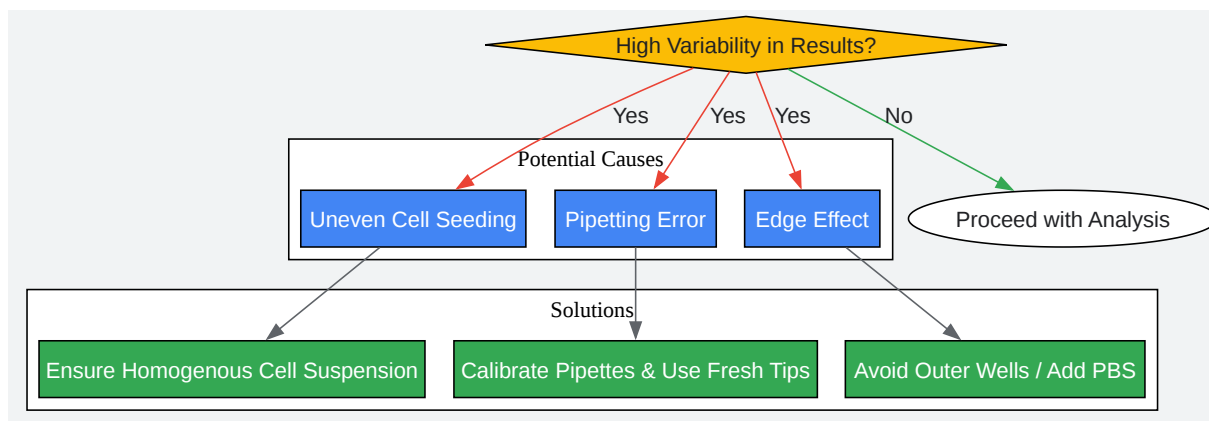 High Variability in Results?
Yes
Yes
Yes
No
Potential Causes
Uneven Cell Seeding
Pipetting Error
Edge Effect
Proceed with Analysis
Solutions
Ensure Homogenous Cell Suspension
Calibrate Pipettes & Use Fresh Tips
Avoid Outer Wells / Add PBS